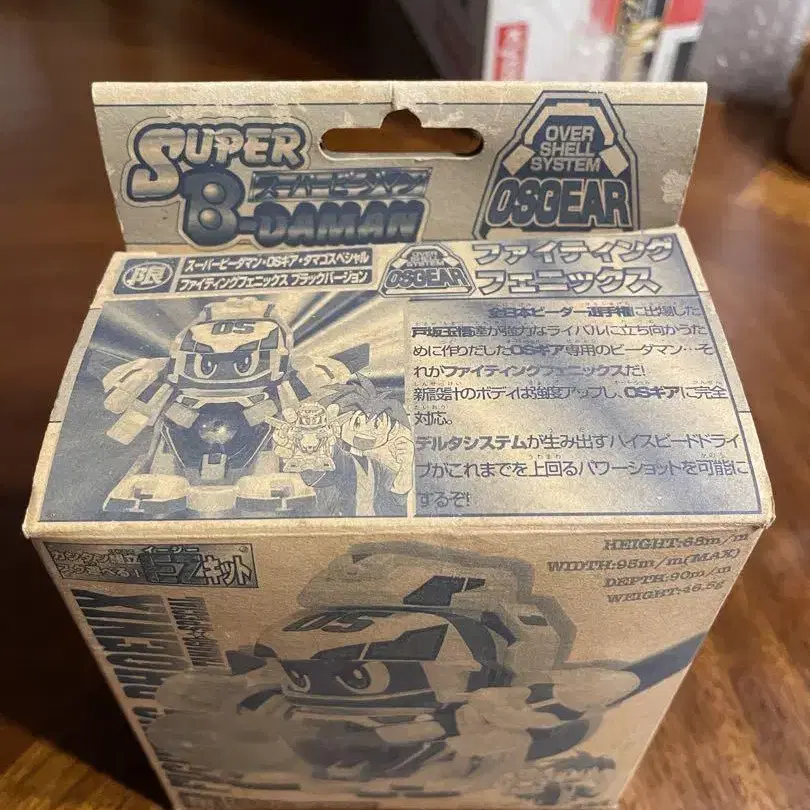 SUPER
B-DAMAN
スーパービーダマン
OVER
SHELL
SYSTEM
OSGEAR
限
スーパービーダマン・OSギア・タマゴスペシャル
ファイティングフェニックス ブラックバージョン
OVER
SHELL
SYSTEM
OSGEAR
ファイティング
フェニックス
OS
全日本ビーダー選手権に出場した
戸坂玉悟達が強力なライバルに立ち向かうた
めに作りだしたOSギア専用のビーダマン…そ
れがファイティングフェニックスだ!
新設計のボディは強度アップし、OSギアに完全
対応。
デルタシステムが生み出すハイスピードドライ
ブがこれまでを上回るパワーショットを可能に
するぞ!
イージー
EZキット
HEIGHT:68m/m
WIDTH:95m/m(MAX)
DEPTH:90m/m
WEIGHT:46.5g
PHOENIX
OS